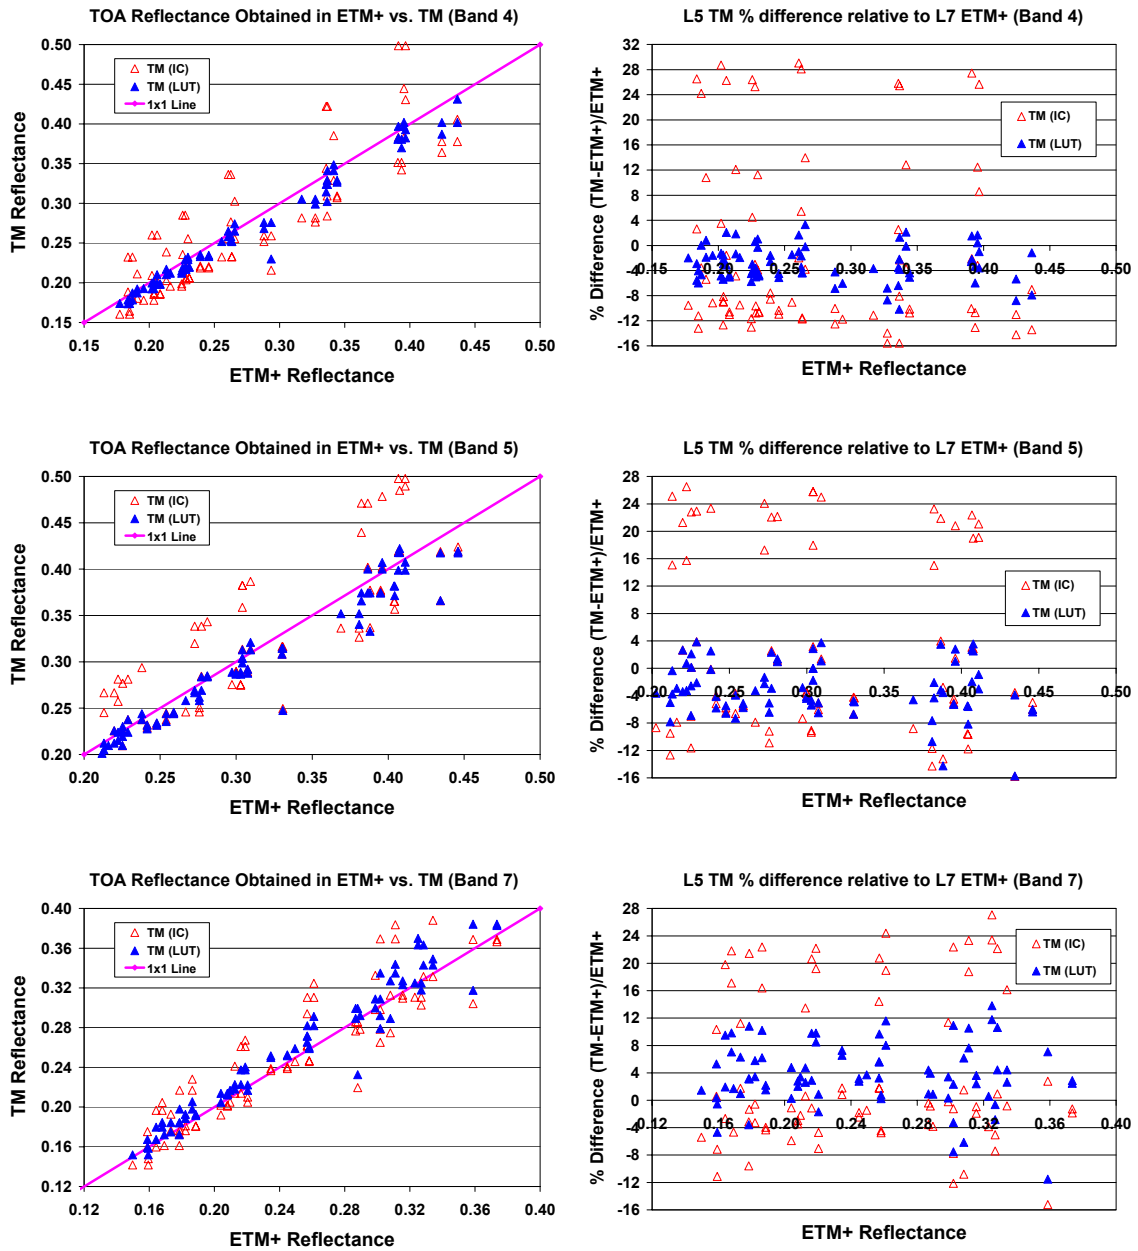 TOA Reflectance Obtained in ETM+ vs. TM (Band 4)
TM Reflectance
0.50
0.45
0.40
0.35
0.30
0.25
0.20
0.15
TM (IC)
TM (LUT)
1x1 Line
0.15 0.20 0.25 0.30 0.35 0.40 0.45 0.50
ETM+ Reflectance
L5 TM % difference relative to L7 ETM+ (Band 4)
% Difference (TM-ETM+)/ETM+
32
28
24
20
16
12
8
4
0
-4
-8
-12
-16
TM (IC)
TM (LUT)
0.15 0.20 0.25 0.30 0.35 0.40 0.45 0.50
ETM+ Reflectance
TOA Reflectance Obtained in ETM+ vs. TM (Band 5)
TM Reflectance
0.50
0.45
0.40
0.35
0.30
0.25
0.20
TM (IC)
TM (LUT)
1x1 Line
0.20 0.25 0.30 0.35 0.40 0.45 0.50
ETM+ Reflectance
L5 TM % difference relative to L7 ETM+ (Band 5)
% Difference (TM-ETM+)/ETM+
28
24
20
16
12
8
4
0
-4
-8
-12
-16
TM (IC)
TM (LUT)
0.20 0.25 0.30 0.35 0.40 0.45 0.50
ETM+ Reflectance
TOA Reflectance Obtained in ETM+ vs. TM (Band 7)
TM Reflectance
0.40
0.36
0.32
0.28
0.24
0.20
0.16
0.12
TM (IC)
TM (LUT)
1x1 Line
0.12 0.16 0.20 0.24 0.28 0.32 0.36 0.40
ETM+ Reflectance
L5 TM % difference relative to L7 ETM+ (Band 7)
% Difference (TM-ETM+)/ETM+
28
24
20
16
12
8
4
0
-4
-8
-12
-16
TM (IC)
TM (LUT)
0.12 0.16 0.20 0.24 0.28 0.32 0.36 0.40
ETM+ Reflectance